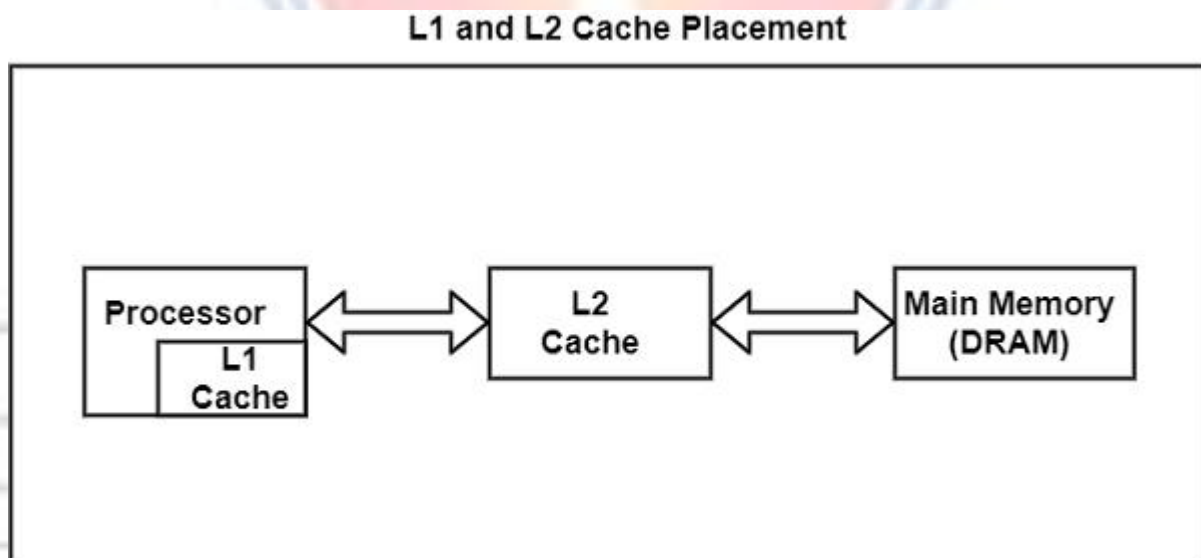 L1 and L2 Cache Placement
Processor
L1
Cache
L2
Cache
Main Memory
(DRAM)